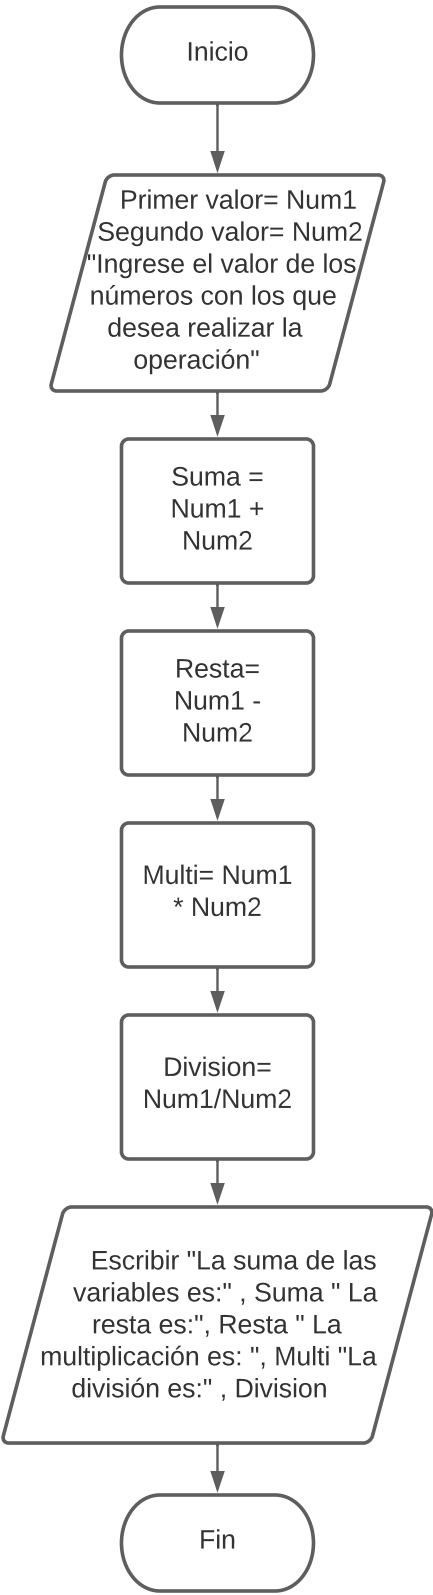 Inicio
Primer valor= Num1
Segundo valor= Num2
"Ingrese el valor de los
números con los que
desea realizar la
operación"
Suma =
Num1 +
Num2
Resta=
Num1 -
Num2
Multi= Num1
* Num2
Division=
Num1/Num2
Escribir "La suma de las
variables es:" , Suma " La
resta es:", Resta " La
multiplicación es: ", Multi "La
división es:" , Division
Fin